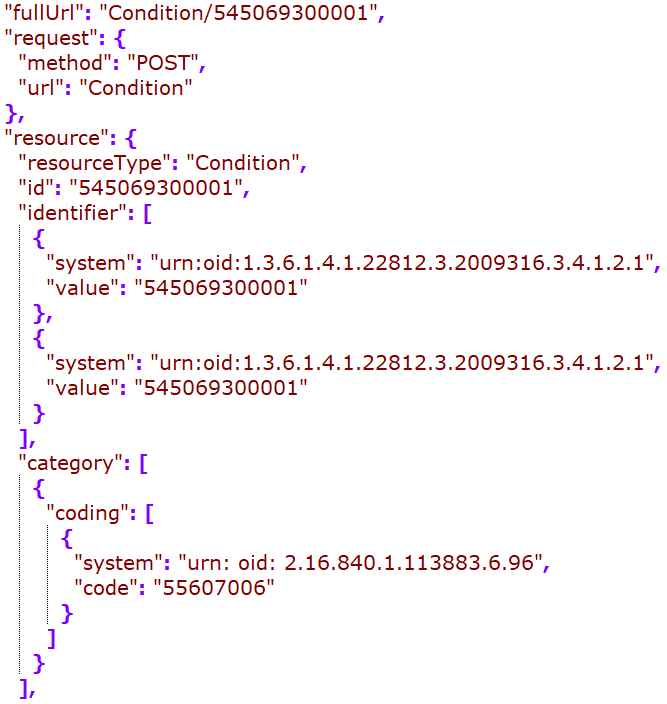 "fullUrl": "Condition/545069300001",
"request": {
"method": "POST",
"url": "Condition"
},
"resource": {
"resourceType": "Condition",
"id": "545069300001",
"identifier": [
{
"system": "urn:oid:1.3.6.1.4.1.22812.3.2009316.3.4.1.2.1",
"value": "545069300001"
},
{
"system": "urn:oid:1.3.6.1.4.1.22812.3.2009316.3.4.1.2.1",
"value": "545069300001"
}
],
"category": [
{
"coding": [
{
"system": "urn: oid: 2.16.840.1.113883.6.96",
"code": "55607006"
}
]
}
],